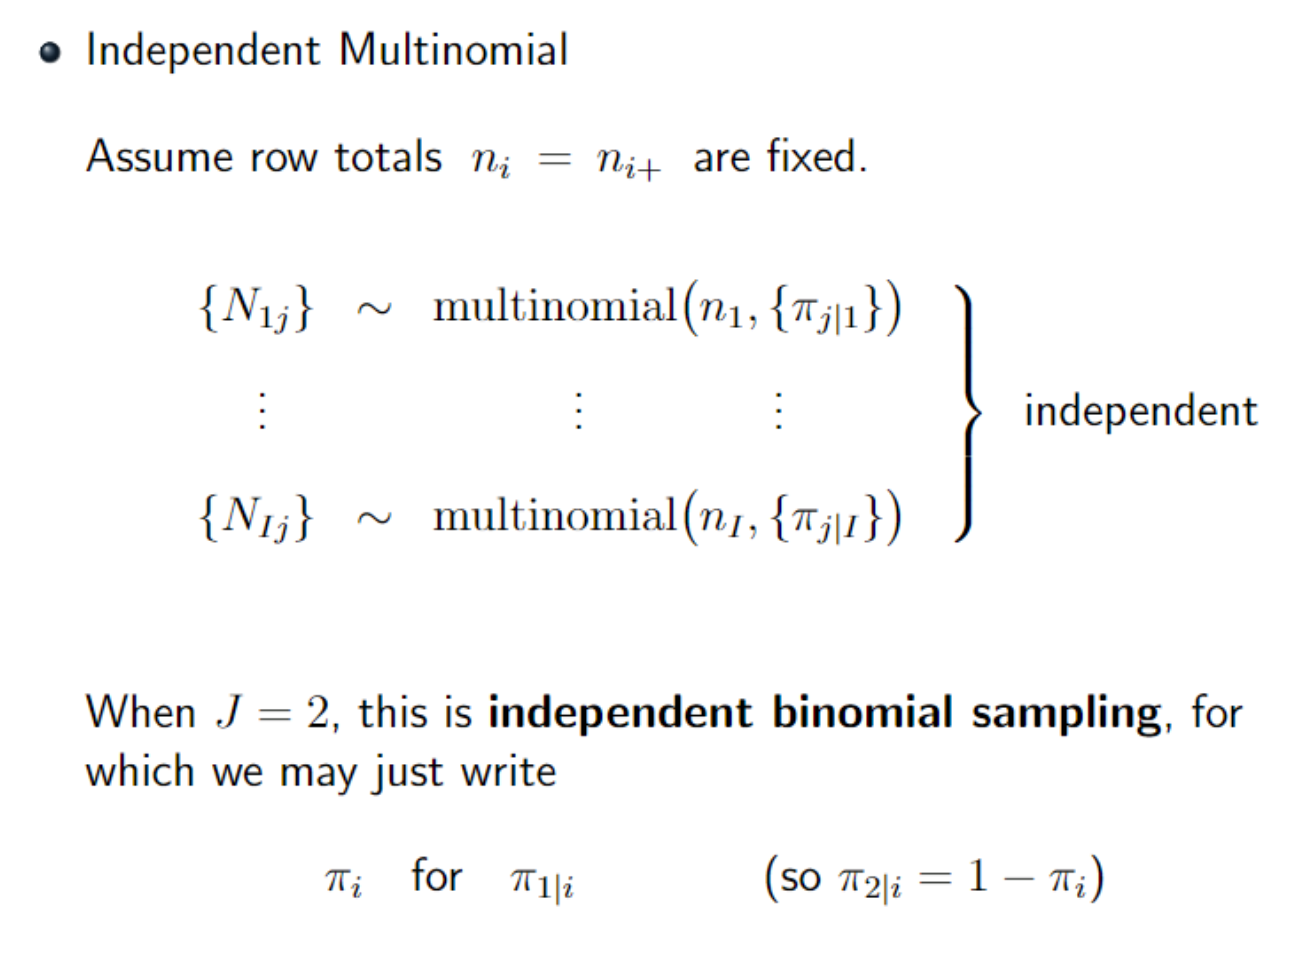 • Independent Multinomial
Assume row totals n_i = n_{i+} are fixed.
{N_{1j}} ∼ multinomial(n_1, {π_{j|1}})
⋮ ⋮ ⋮
} independent
{N_{Ij}} ∼ multinomial(n_I, {π_{j|I}})
When J = 2, this is independent binomial sampling, for
which we may just write
π_i for π_{1|i} (so π_{2|i} = 1 − π_i)